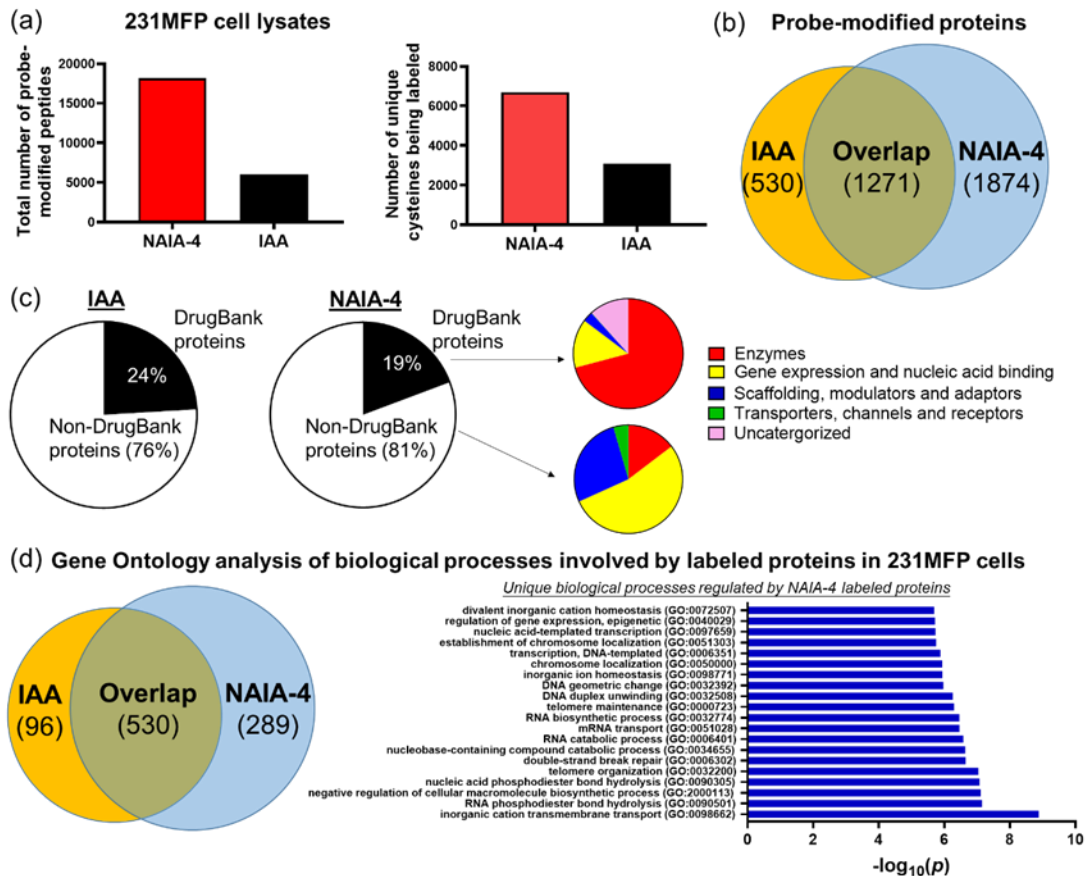 (a) 231MFP cell lysates
Total number of probe-
modified peptides
20000
15000
10000
5000
0
NAIA-4
IAA
Number of unique
cysteines being labeled
8000
6000
4000
2000
0
NAIA-4
IAA
(b) Probe-modified proteins
IAA
(530)
Overlap
(1271)
NAIA-4
(1874)
(c)
IAA
DrugBank
proteins
24%
Non-DrugBank
proteins (76%)
NAIA-4
DrugBank
proteins
19%
Non-DrugBank
proteins (81%)
Enzymes
Gene expression and nucleic acid binding
Scaffolding, modulators and adaptors
Transporters, channels and receptors
Uncatergorized
(d) Gene Ontology analysis of biological processes involved by labeled proteins in 231MFP cells
IAA
(96)
Overlap
(530)
NAIA-4
(289)
Unique biological processes regulated by NAIA-4 labeled proteins
divalent inorganic cation homeostasis (GO:0072507)
regulation of gene expression, epigenetic (GO:0040029)
nucleic acid-templated transcription (GO:0097659)
establishment of chromosome localization (GO:0051303)
transcription, DNA-templated (GO:0006351)
chromosome localization (GO:0050000)
inorganic ion homeostasis (GO:0098771)
DNA geometric change (GO:0032392)
DNA duplex unwinding (GO:0032508)
telomere maintenance (GO:0000723)
RNA biosynthetic process (GO:0032774)
mRNA transport (GO:0051028)
RNA catabolic process (GO:0006401)
nucleobase-containing compound catabolic process (GO:0034655)
double-strand break repair (GO:0006302)
telomere organization (GO:0032200)
nucleic acid phosphodiester bond hydrolysis (GO:0090305)
negative regulation of cellular macromolecule biosynthetic process (GO:2000113)
RNA phosphodiester bond hydrolysis (GO:0090501)
inorganic cation transmembrane transport (GO:0098662)
0 2 4 6 8 10
-log10(p)